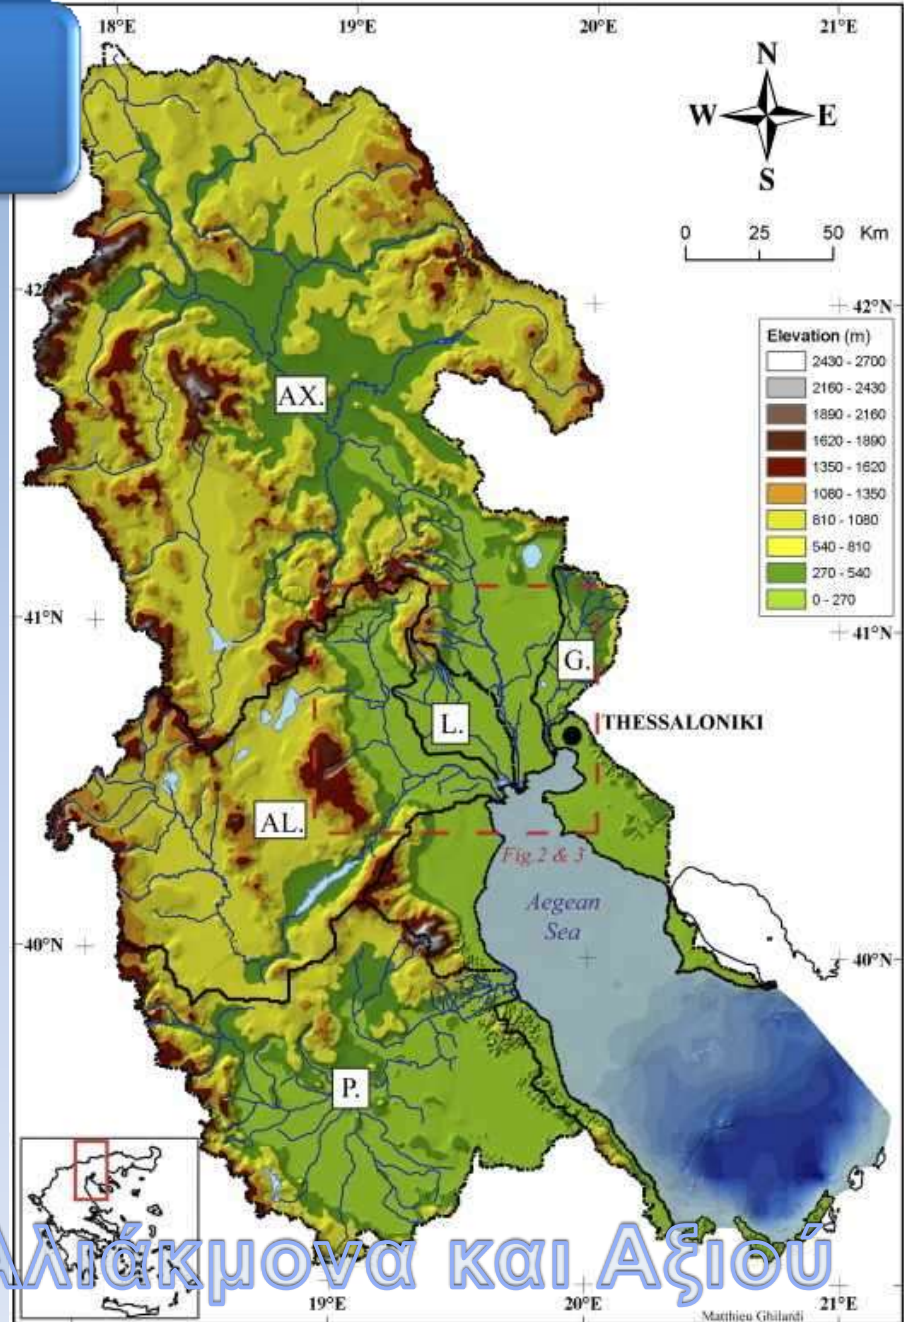 18°E 19°E 20°E 21°E
N
W E
S
0 25 50 Km
42° 42°N
Elevation (m)
2430 - 2700
2160 - 2430
1890 - 2160
1620 - 1890
1350 - 1620
1080 - 1350
810 - 1080
540 - 810
270 - 540
0 - 270
AX.
41°N 41°N
G.
L.
THESSALONIKI
AL.
Fig.2 & 3
Aegean
Sea
40°N 40°N
P.
Αλιάκμονα και Αξιού
19°E 20°E 21°E
Matthieu Ghilardi